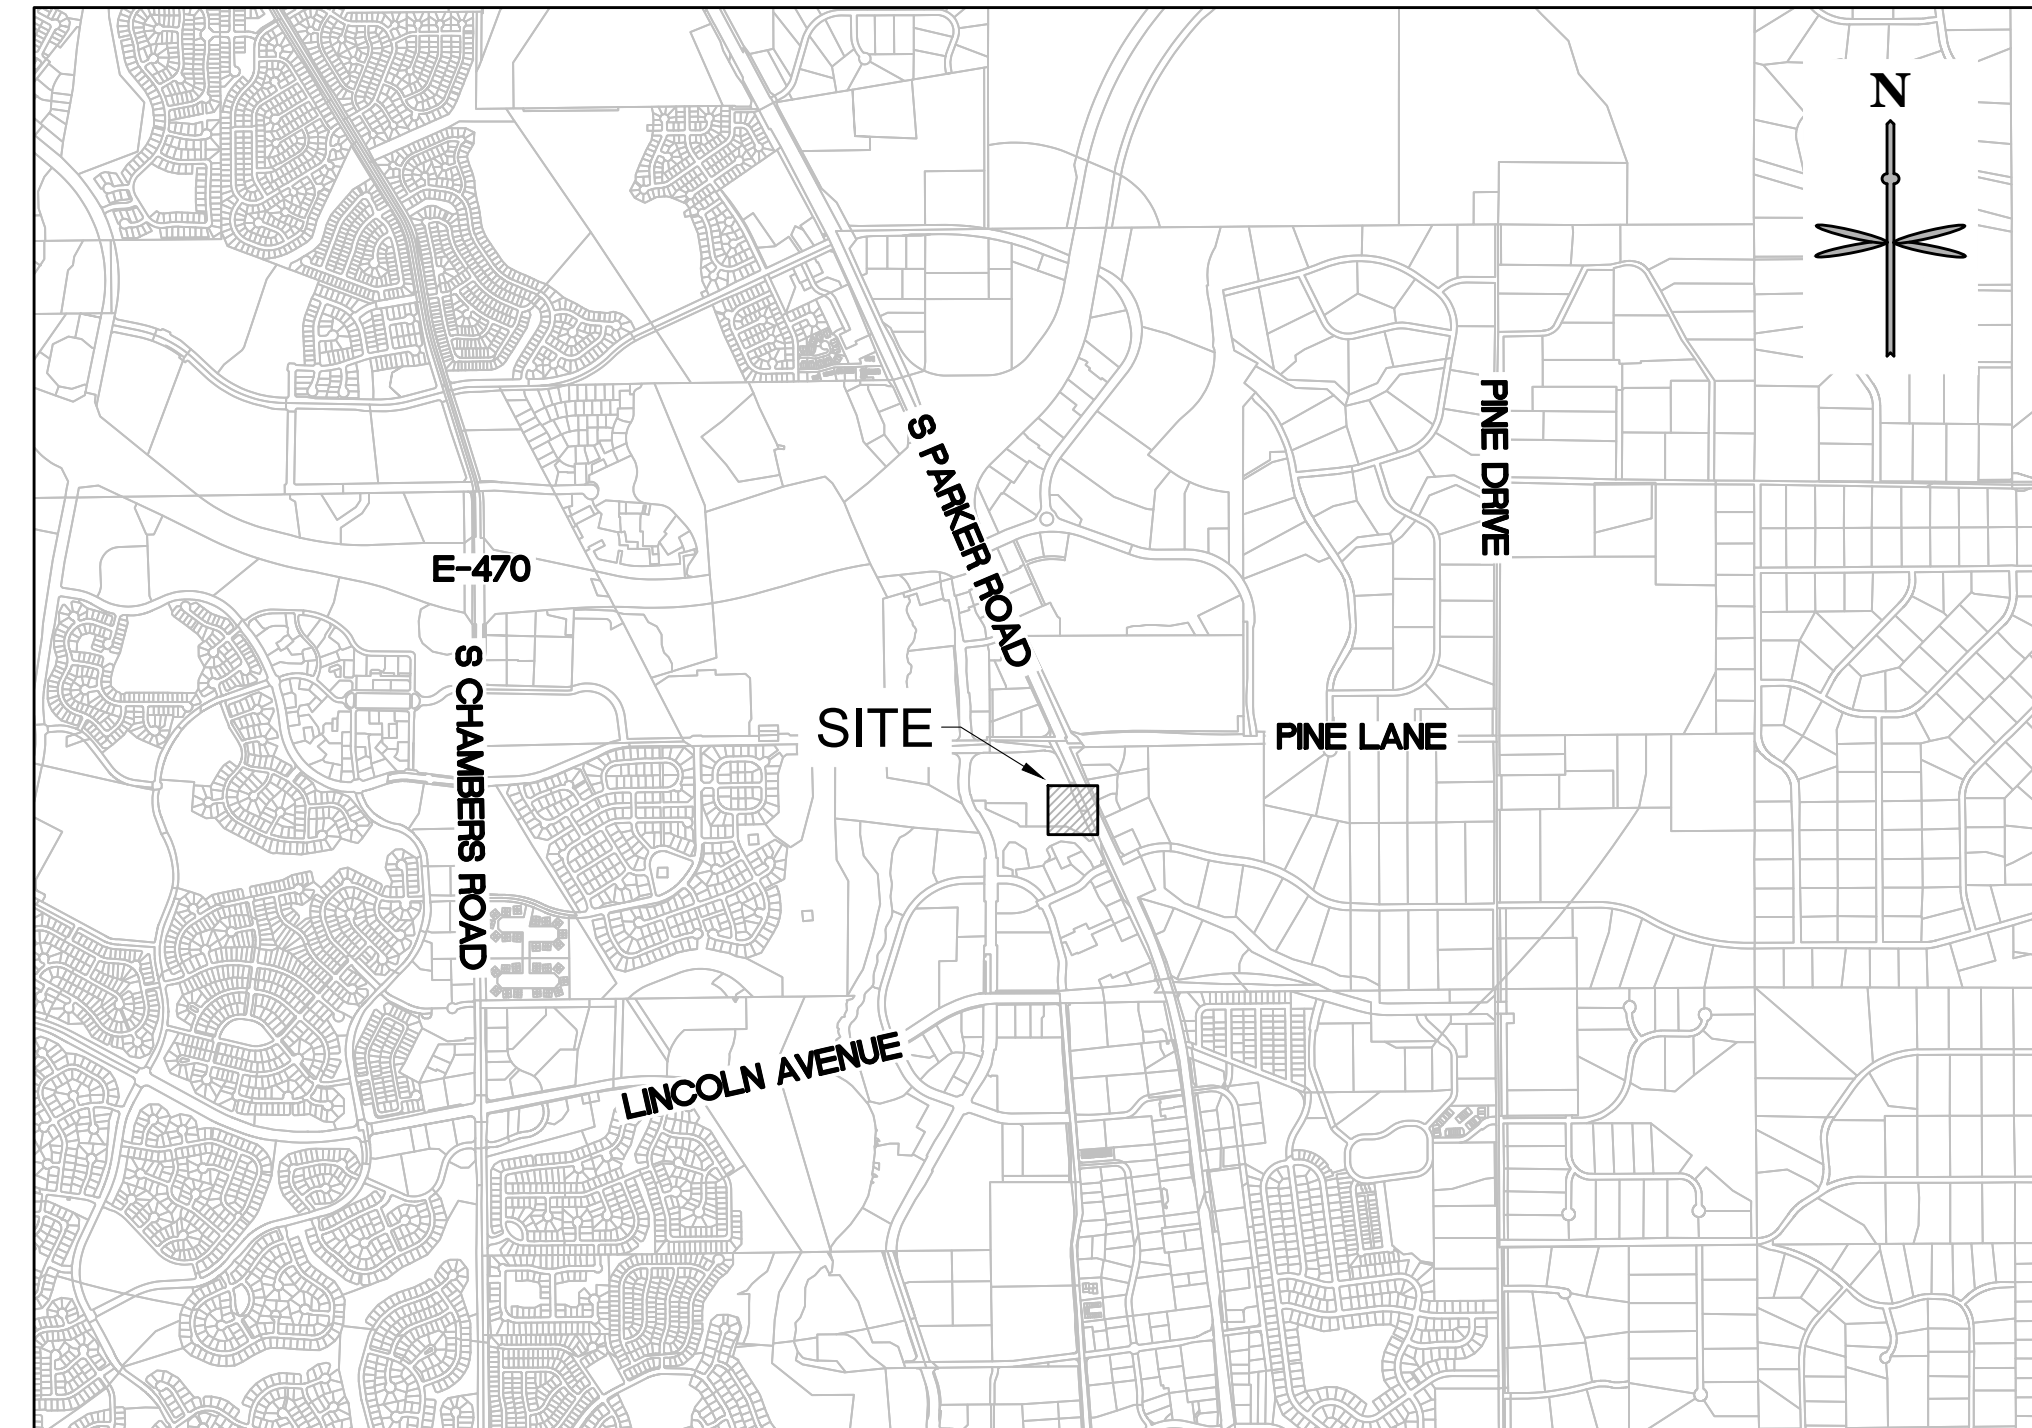 N
S PARKER ROAD
PINE DRIVE
E-470
S CHAMBERS ROAD
SITE
PINE LANE
LINCOLN AVENUE